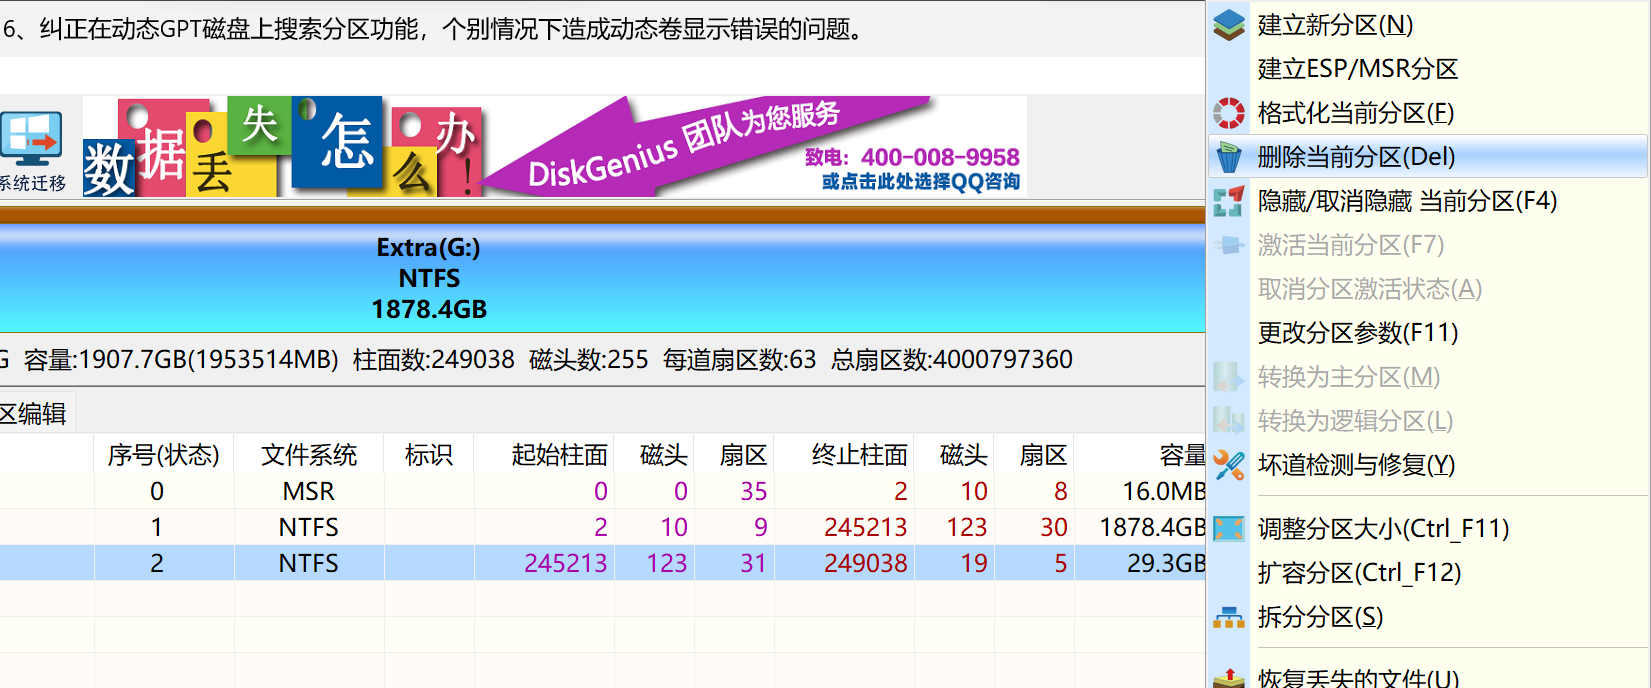 6、纠正在动态GPT磁盘上搜索分区功能，个别情况下造成动态卷显示错误的问题。
系统迁移
数据丢失怎么办!
DiskGenius 团队为您服务
致电：400-008-9958
或点击此处选择QQ咨询
Extra(G:)
NTFS
1878.4GB
G 容量:1907.7GB(1953514MB) 柱面数:249038 磁头数:255 每道扇区数:63 总扇区数:4000797360
区编辑
序号(状态) 文件系统 标识 起始柱面 磁头 扇区 终止柱面 磁头 扇区 容量
0 MSR 0 0 35 2 10 8 16.0MB
1 NTFS 2 10 9 245213 123 30 1878.4GB
2 NTFS 245213 123 31 249038 19 5 29.3GB
建立新分区(N)
建立ESP/MSR分区
格式化当前分区(F)
删除当前分区(Del)
隐藏/取消隐藏 当前分区(F4)
激活当前分区(F7)
取消分区激活状态(A)
更改分区参数(F11)
转换为主分区(M)
转换为逻辑分区(L)
坏道检测与修复(Y)
调整分区大小(Ctrl_F11)
扩容分区(Ctrl_F12)
拆分分区(S)
恢复丢失的文件(U)